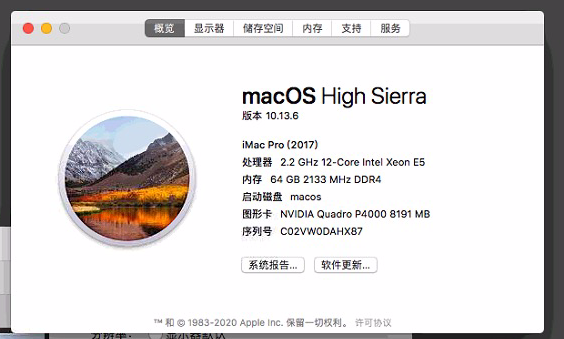 概览 显示器 储存空间 内存 支持 服务
macOS High Sierra
版本 10.13.6
iMac Pro (2017)
处理器 2.2 GHz 12-Core Intel Xeon E5
内存 64 GB 2133 MHz DDR4
启动磁盘 macos
图形卡 NVIDIA Quadro P4000 8191 MB
序列号 C02VW0DAHX87
系统报告... 软件更新...
™ 和 © 1983-2020 Apple Inc. 保留一切权利。 许可协议